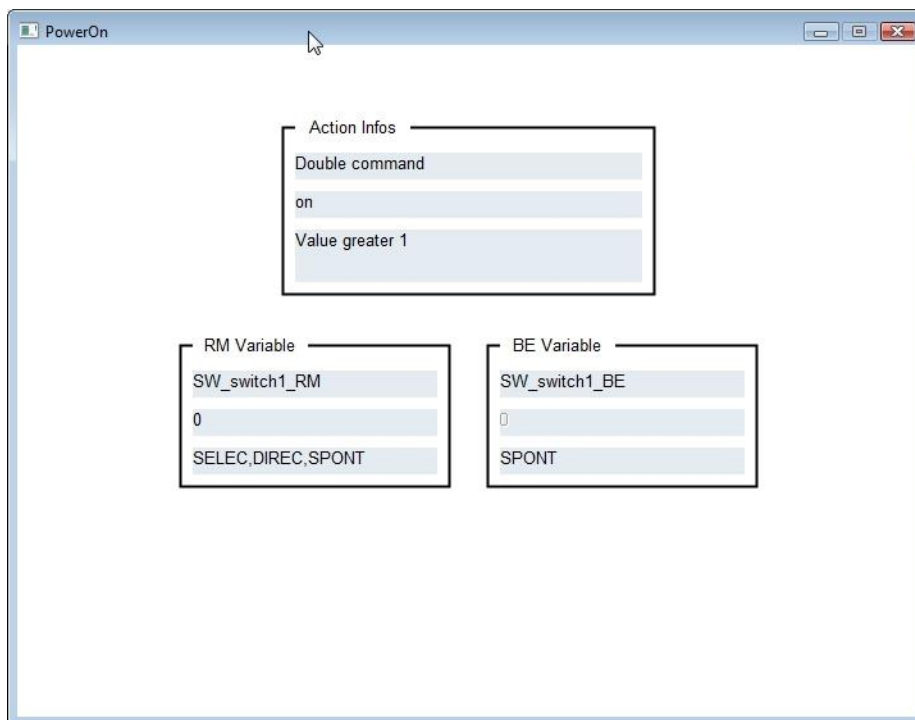 PowerOn
Action Infos
Double command
on
Value greater 1
RM Variable
SW_switch1_RM
0
SELEC,DIREC,SPONT
BE Variable
SW_switch1_BE
0
SPONT